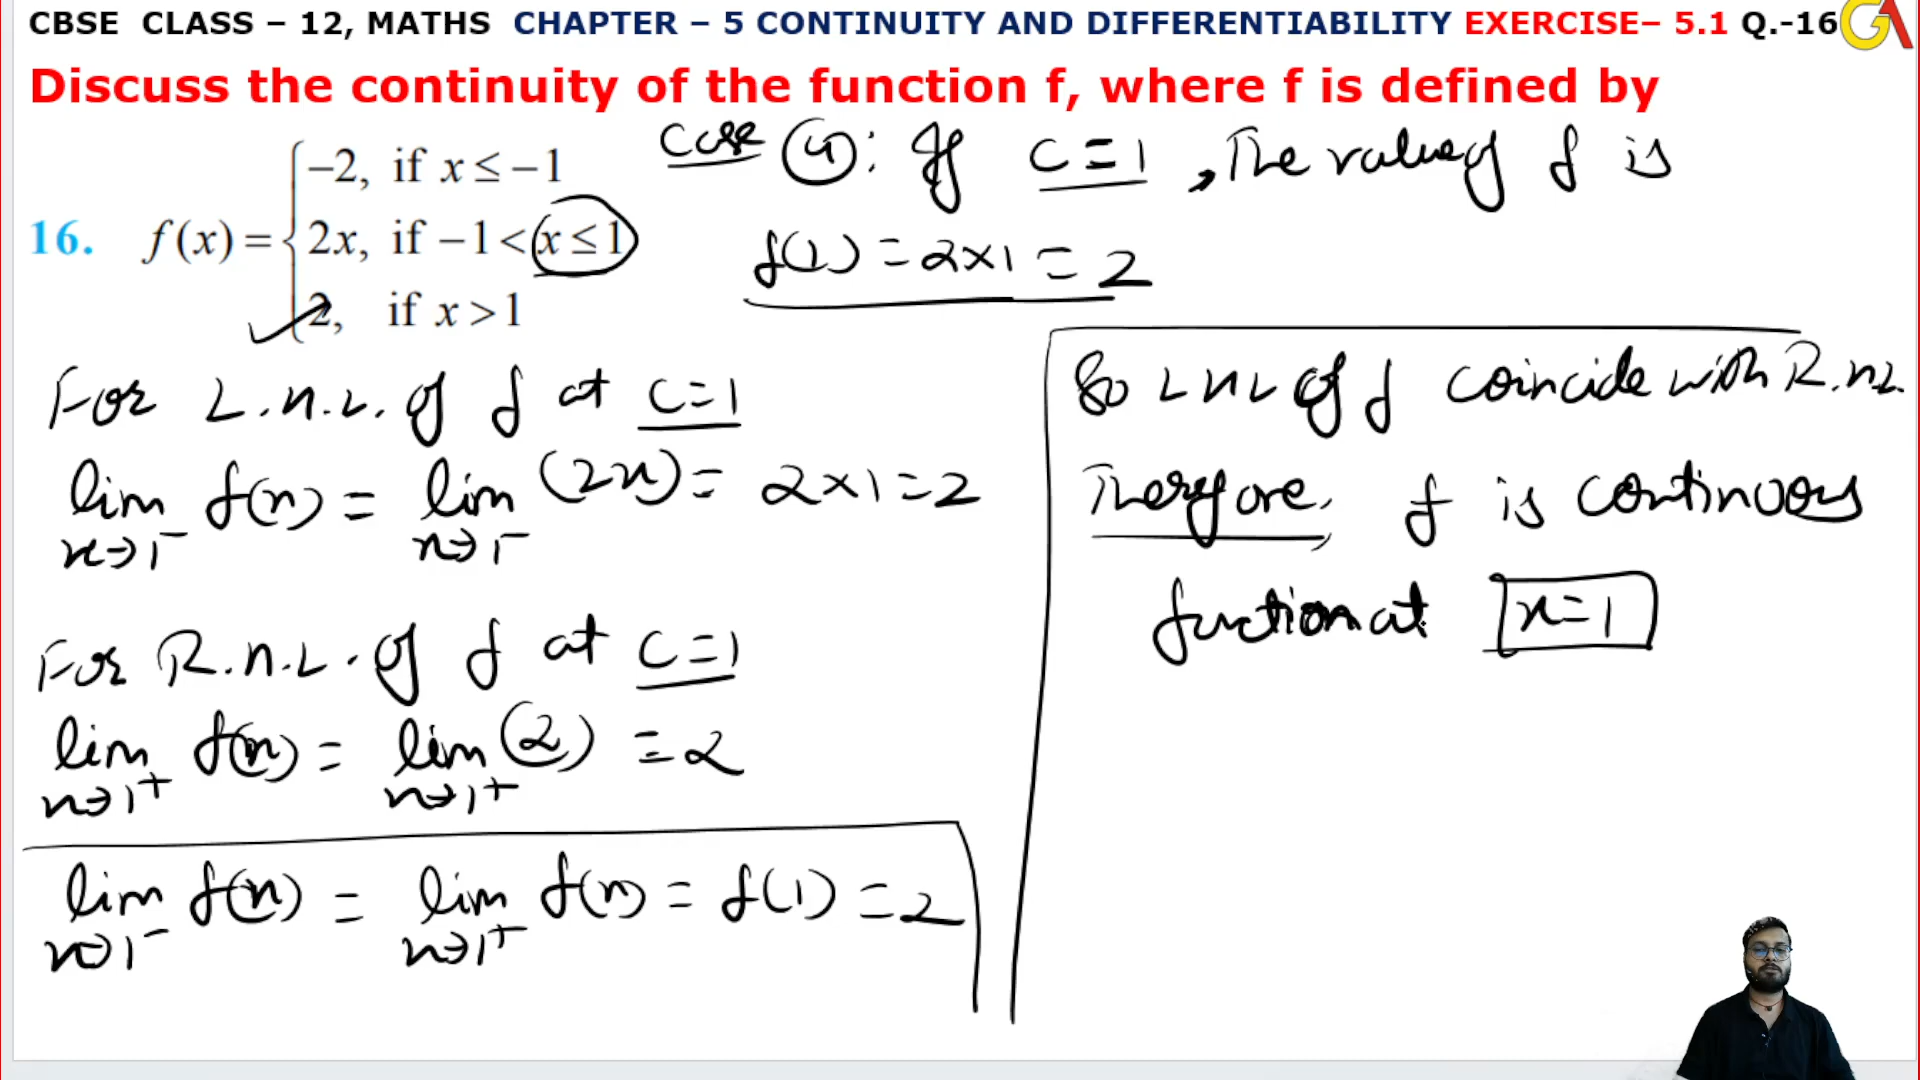 CBSE CLASS – 12, MATHS CHAPTER – 5 CONTINUITY AND DIFFERENTIABILITY EXERCISE– 5.1 Q.-16
Discuss the continuity of the function f, where f is defined by
16. f(x) = { -2, if x ≤ -1
2x, if -1 < x ≤ 1
2, if x > 1
Case (4): If c=1, The value of f is
f(1) = 2×1 = 2
For L.H.L. of f at c=1
lim x→1⁻ f(x) = lim x→1⁻ (2x) = 2×1 = 2
For R.H.L. of f at c=1
lim x→1⁺ f(x) = lim x→1⁺ (2) = 2
lim x→1⁻ f(x) = lim x→1⁺ f(x) = f(1) = 2
So LHL of f coincide with R.H.L.
Therefore, f is continuous
function at x=1